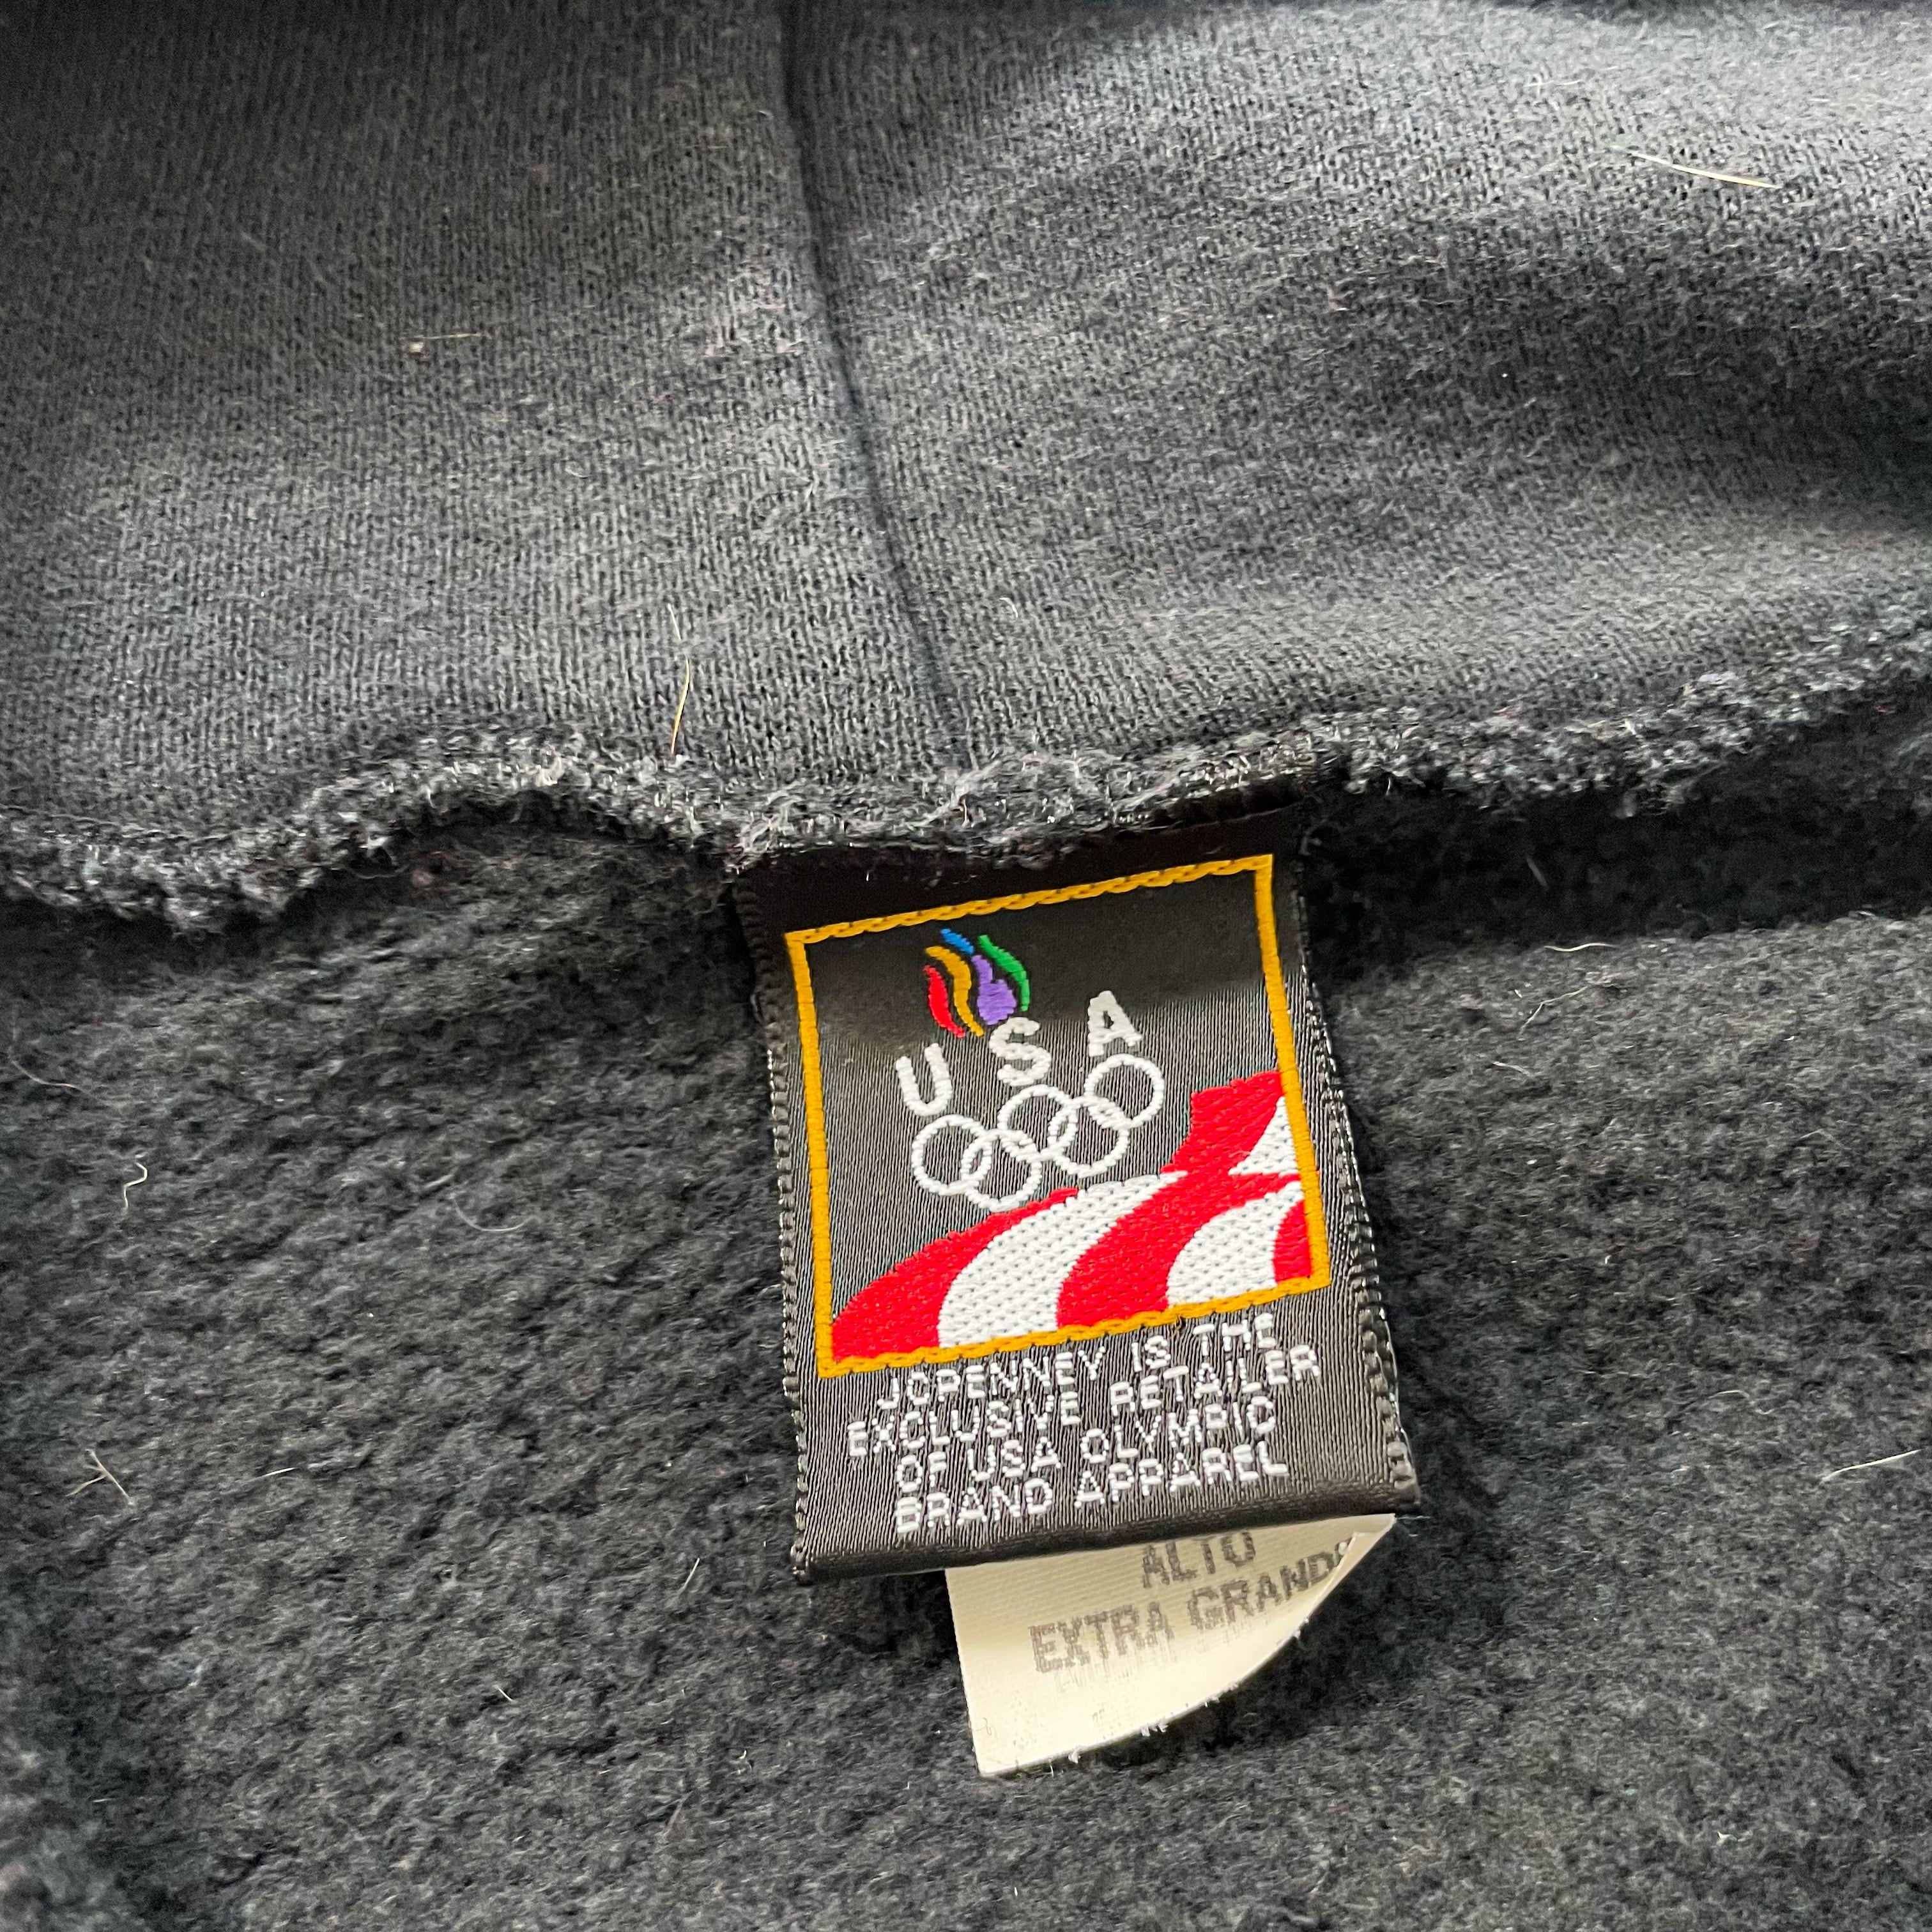 USA
JCPENNEY IS THE
EXCLUSIVE RETAILER
OF USA OLYMPIC
BRAND APPAREL
ALTO
EXTRA GRANDE